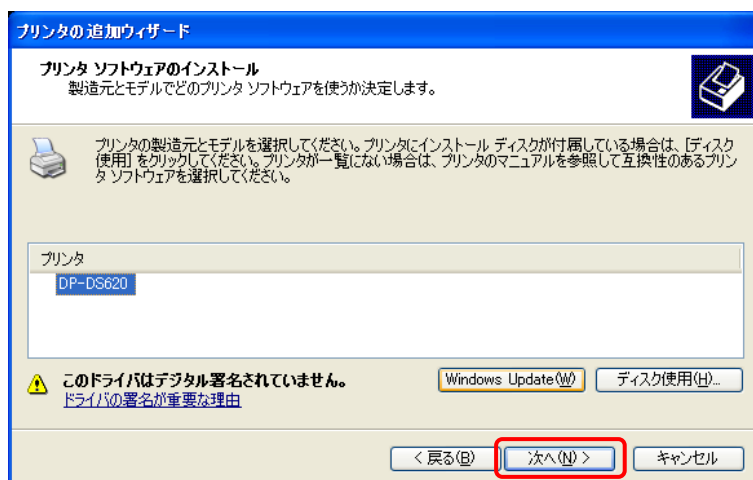 プリンタの追加ウィザード
プリンタ ソフトウェアのインストール
製造元とモデルでどのプリンタ ソフトウェアを使うか決定します。
プリンタの製造元とモデルを選択してください。プリンタにインストール ディスクが付属している場合は、[ディスク
使用] をクリックしてください。プリンタが一覧にない場合は、プリンタのマニュアルを参照して互換性のあるプリン
タ ソフトウェアを選択してください。
プリンタ
DP-DS620
このドライバはデジタル署名されていません。
ドライバの署名が重要な理由
Windows Update(W)
ディスク使用(H)...
< 戻る(B)
次へ(N) >
キャンセル